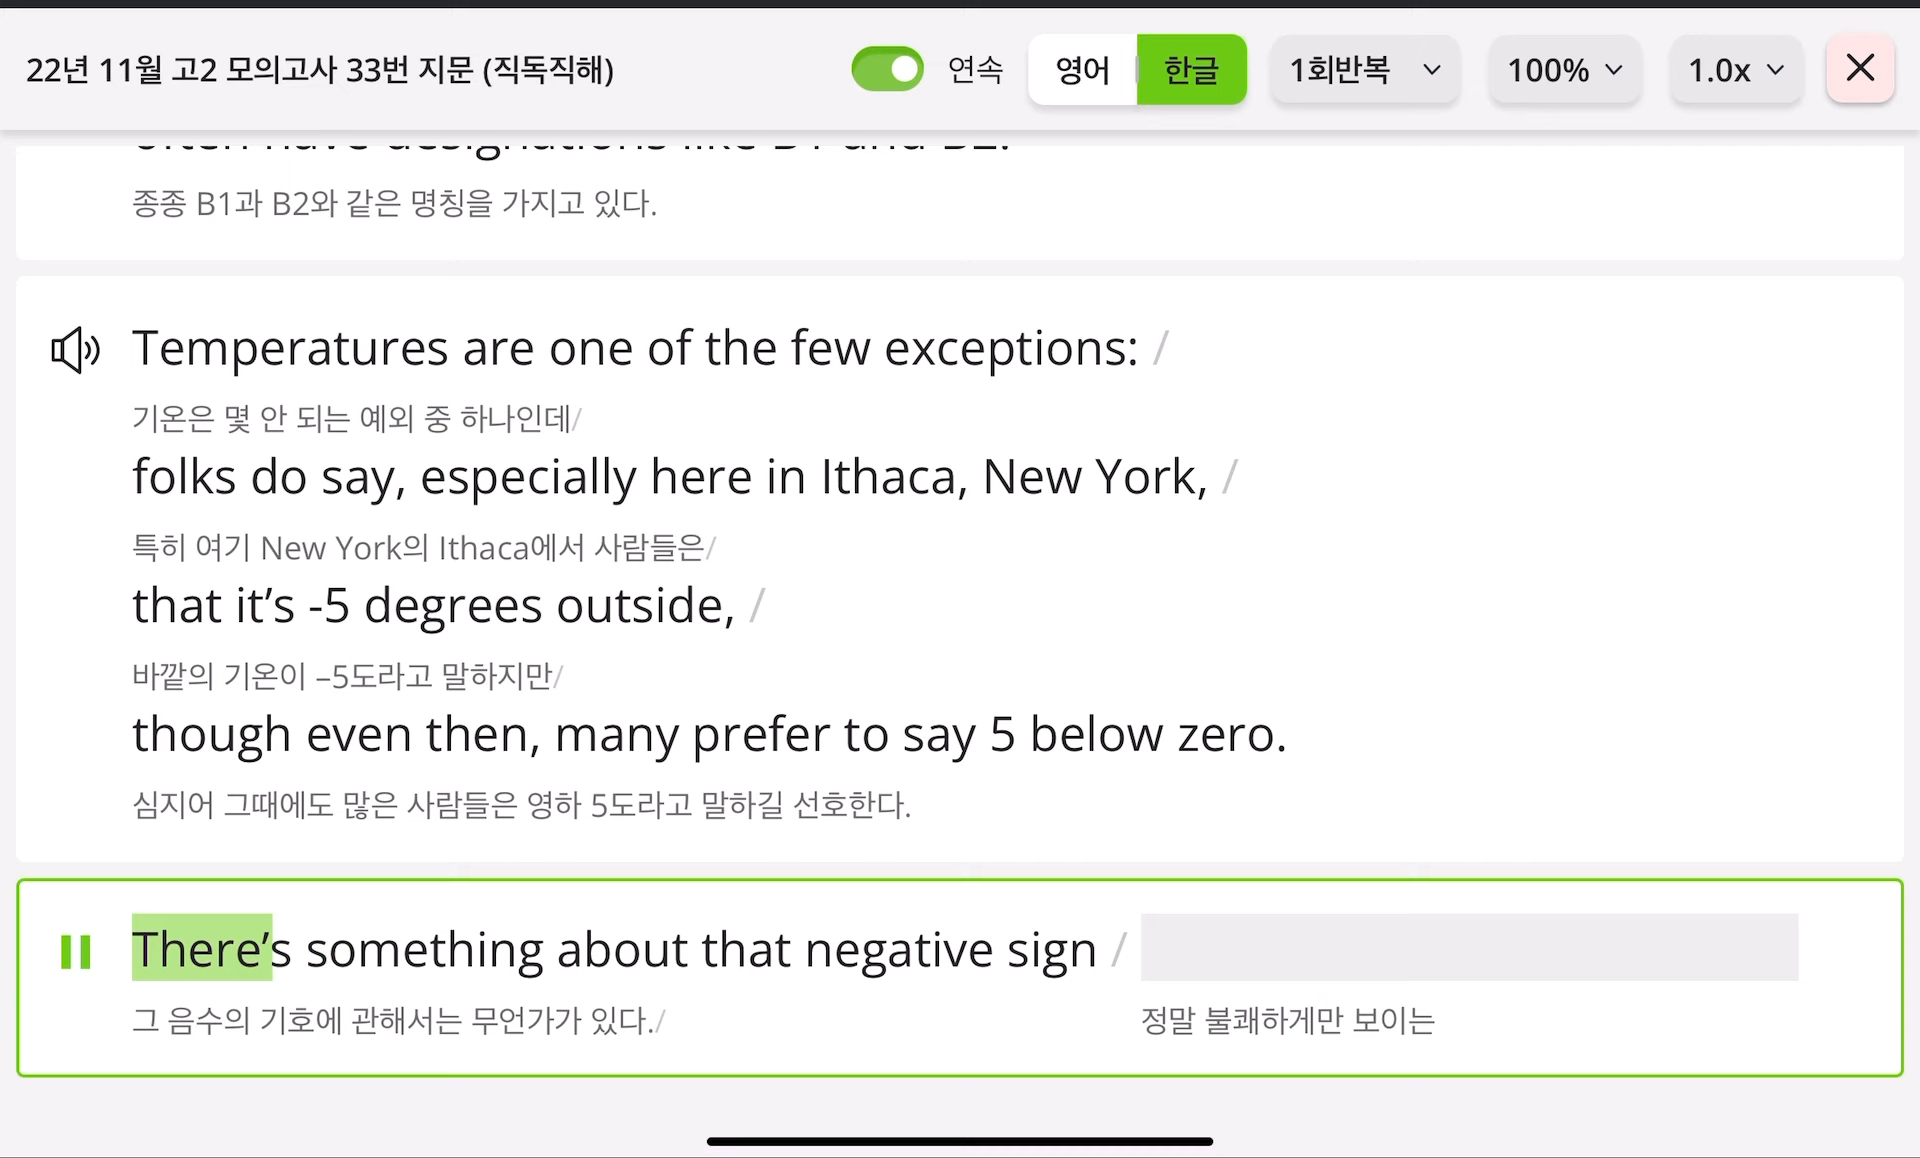 22년 11월 고2 모의고사 33번 지문 (직독직해)
연속
영어
한글
1회반복
100%
1.0x
often have designations like B1 and B2.
종종 B1과 B2와 같은 명칭을 가지고 있다.
Temperatures are one of the few exceptions: /
기온은 몇 안 되는 예외 중 하나인데/
folks do say, especially here in Ithaca, New York, /
특히 여기 New York의 Ithaca에서 사람들은/
that it’s -5 degrees outside, /
바깥의 기온이 –5도라고 말하지만/
though even then, many prefer to say 5 below zero.
심지어 그때에도 많은 사람들은 영하 5도라고 말하길 선호한다.
There’s something about that negative sign /
그 음수의 기호에 관해서는 무언가가 있다./
정말 불쾌하게만 보이는